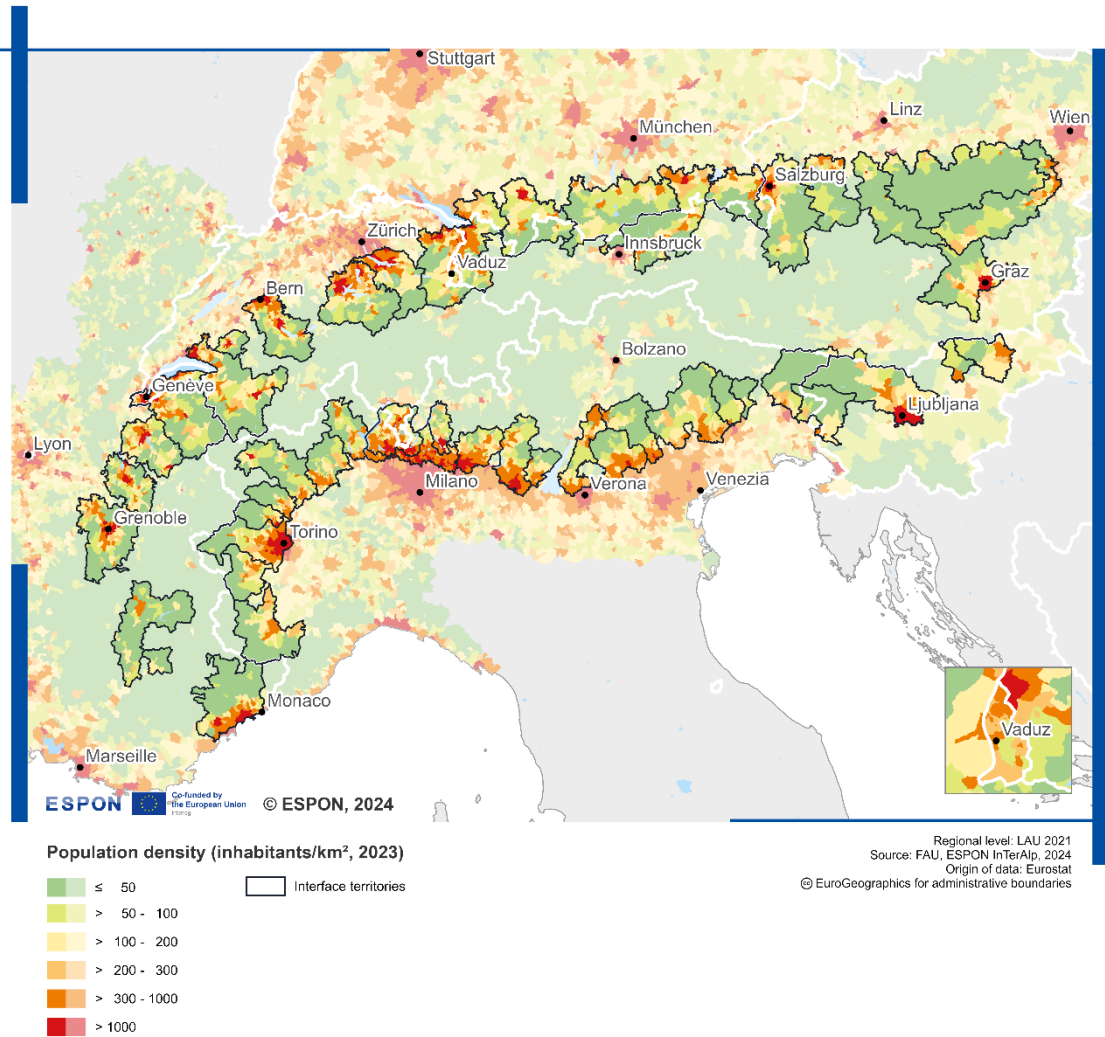 Stuttgart
Linz
Wien
München
Salzburg
Zürich
Innsbruck
Vaduz
Graz
Bern
Bolzano
Genève
Ljubljana
Lyon
Milano
Verona
Venezia
Grenoble
Torino
Monaco
Vaduz
Marseille
ESPON
Co-funded by
the European Union
Interreg
© ESPON, 2024
Regional level: LAU 2021
Source: FAU, ESPON InTerAlp, 2024
Origin of data: Eurostat
cc EuroGeographics for administrative boundaries
Population density (inhabitants/km², 2023)
≤ 50
Interface territories
> 50 - 100
> 100 - 200
> 200 - 300
> 300 - 1000
> 1000